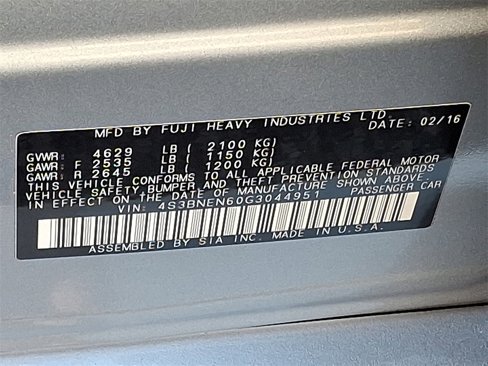 MFD BY FUJI HEAVY INDUSTRIES LTD.
DATE: 02/16
GVWR: 4629 LB ( 2100 KG)
GAWR: F 2535 LB ( 1150 KG)
GAWR: R 2645 LB ( 1200 KG)
THIS VEHICLE CONFORMS TO ALL APPLICABLE FEDERAL MOTOR
VEHICLE SAFETY, BUMPER AND THEFT PREVENTION STANDARDS
IN EFFECT ON THE DATE OF MANUFACTURE SHOWN ABOVE.
VIN: 4S3BNEN60G3044951 PASSENGER CAR
ASSEMBLED BY SIA INC. MADE IN U.S.A.